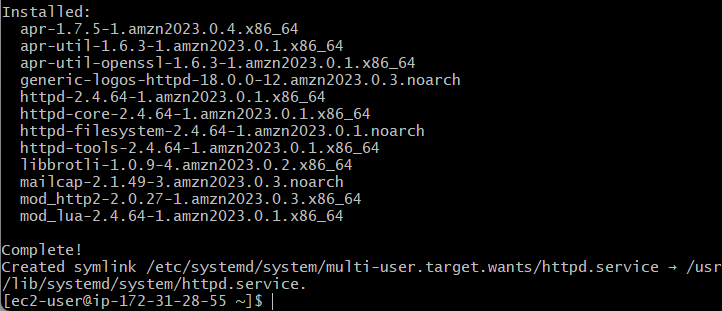 Installed:
  apr-1.7.5-1.amzn2023.0.4.x86_64
  apr-util-1.6.3-1.amzn2023.0.1.x86_64
  apr-util-openssl-1.6.3-1.amzn2023.0.1.x86_64
  generic-logos-httpd-18.0.0-12.amzn2023.0.3.noarch
  httpd-2.4.64-1.amzn2023.0.1.x86_64
  httpd-core-2.4.64-1.amzn2023.0.1.x86_64
  httpd-filesystem-2.4.64-1.amzn2023.0.1.noarch
  httpd-tools-2.4.64-1.amzn2023.0.1.x86_64
  libbrotli-1.0.9-4.amzn2023.0.2.x86_64
  mailcap-2.1.49-3.amzn2023.0.3.noarch
  mod_http2-2.0.27-1.amzn2023.0.3.x86_64
  mod_lua-2.4.64-1.amzn2023.0.1.x86_64

Complete!
Created symlink /etc/systemd/system/multi-user.target.wants/httpd.service → /usr
/lib/systemd/system/httpd.service.
[ec2-user@ip-172-31-28-55 ~]$